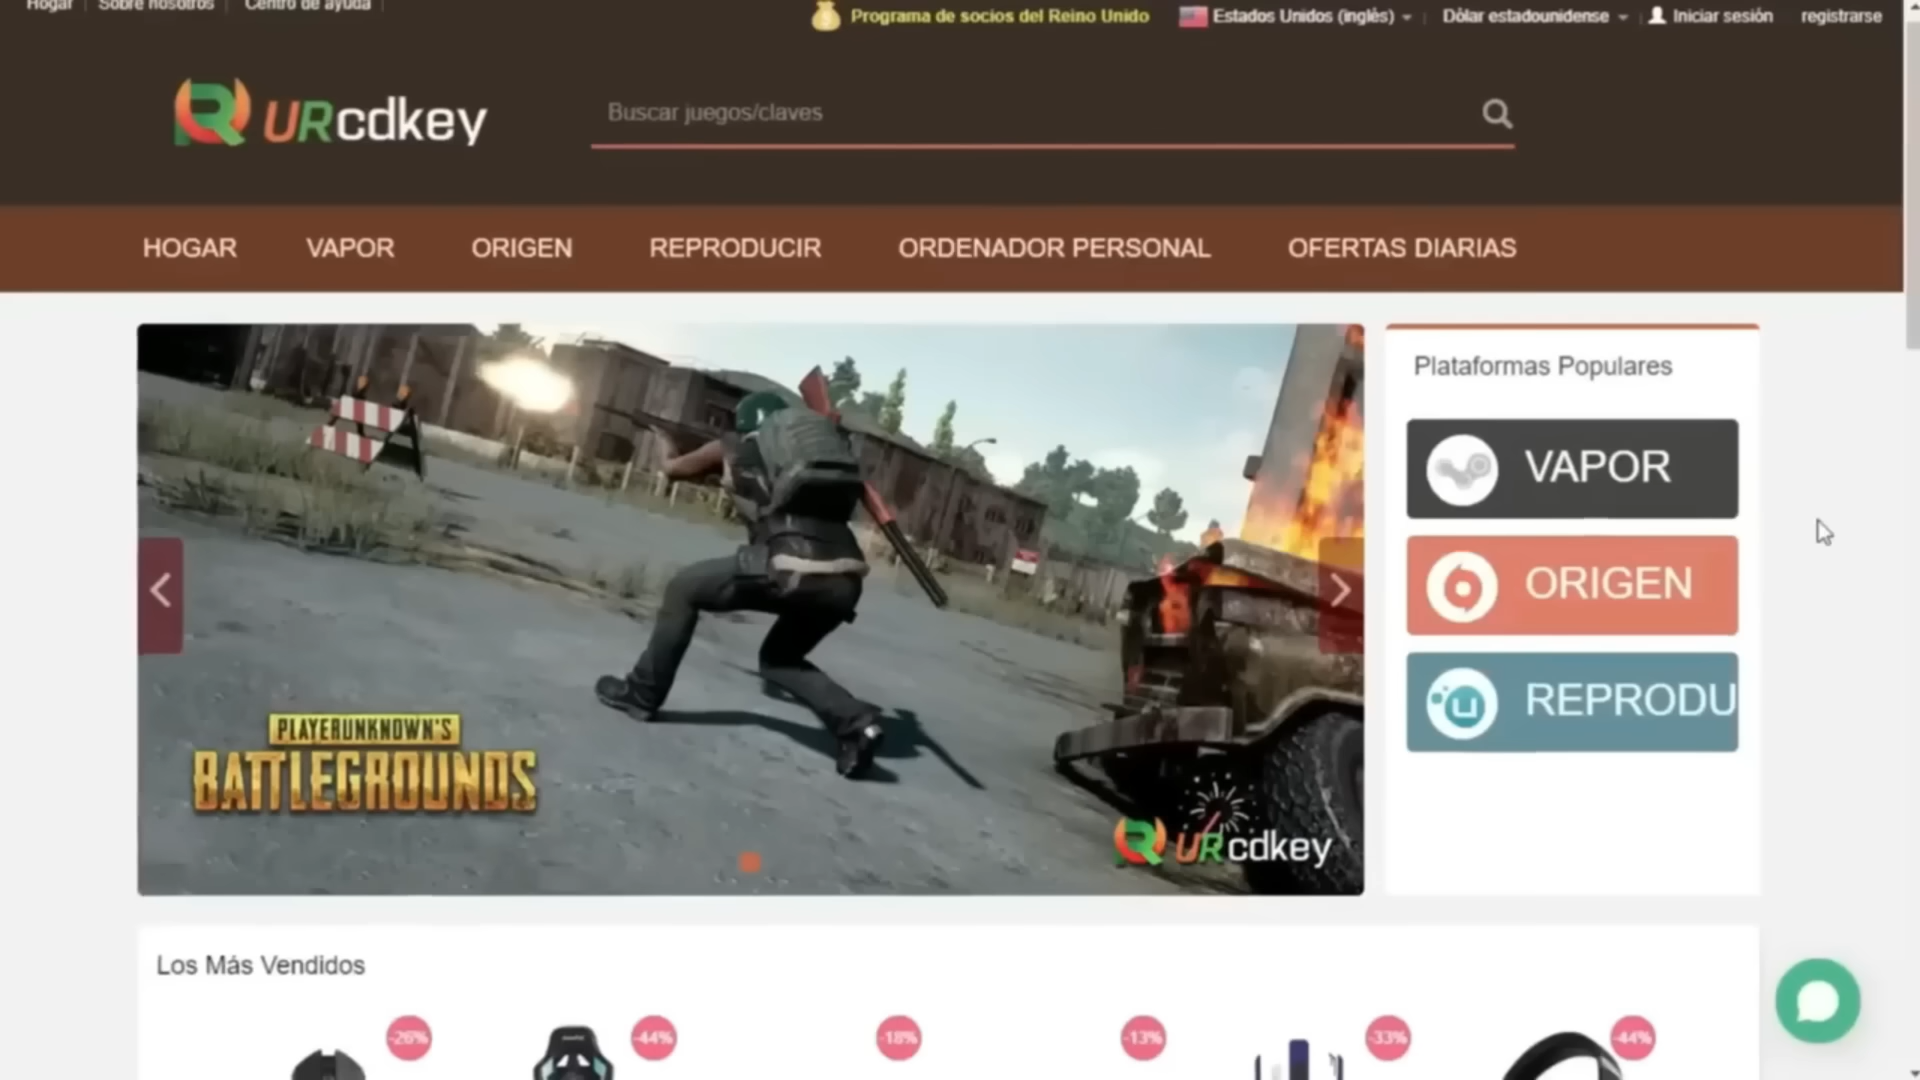 Hogar
Sobre nosotros
Centro de ayuda
Programa de socios del Reino Unido
Estados Unidos (inglés)
Dólar estadounidense
Iniciar sesión
registrarse
URcdkey
Buscar juegos/claves
HOGAR
VAPOR
ORIGEN
REPRODUCIR
ORDENADOR PERSONAL
OFERTAS DIARIAS
PLAYERUNKNOWN'S
BATTLEGROUNDS
URcdkey
Plataformas Populares
VAPOR
ORIGEN
REPRODU
Los Más Vendidos
-26%
-44%
-18%
-13%
-33%
-44%